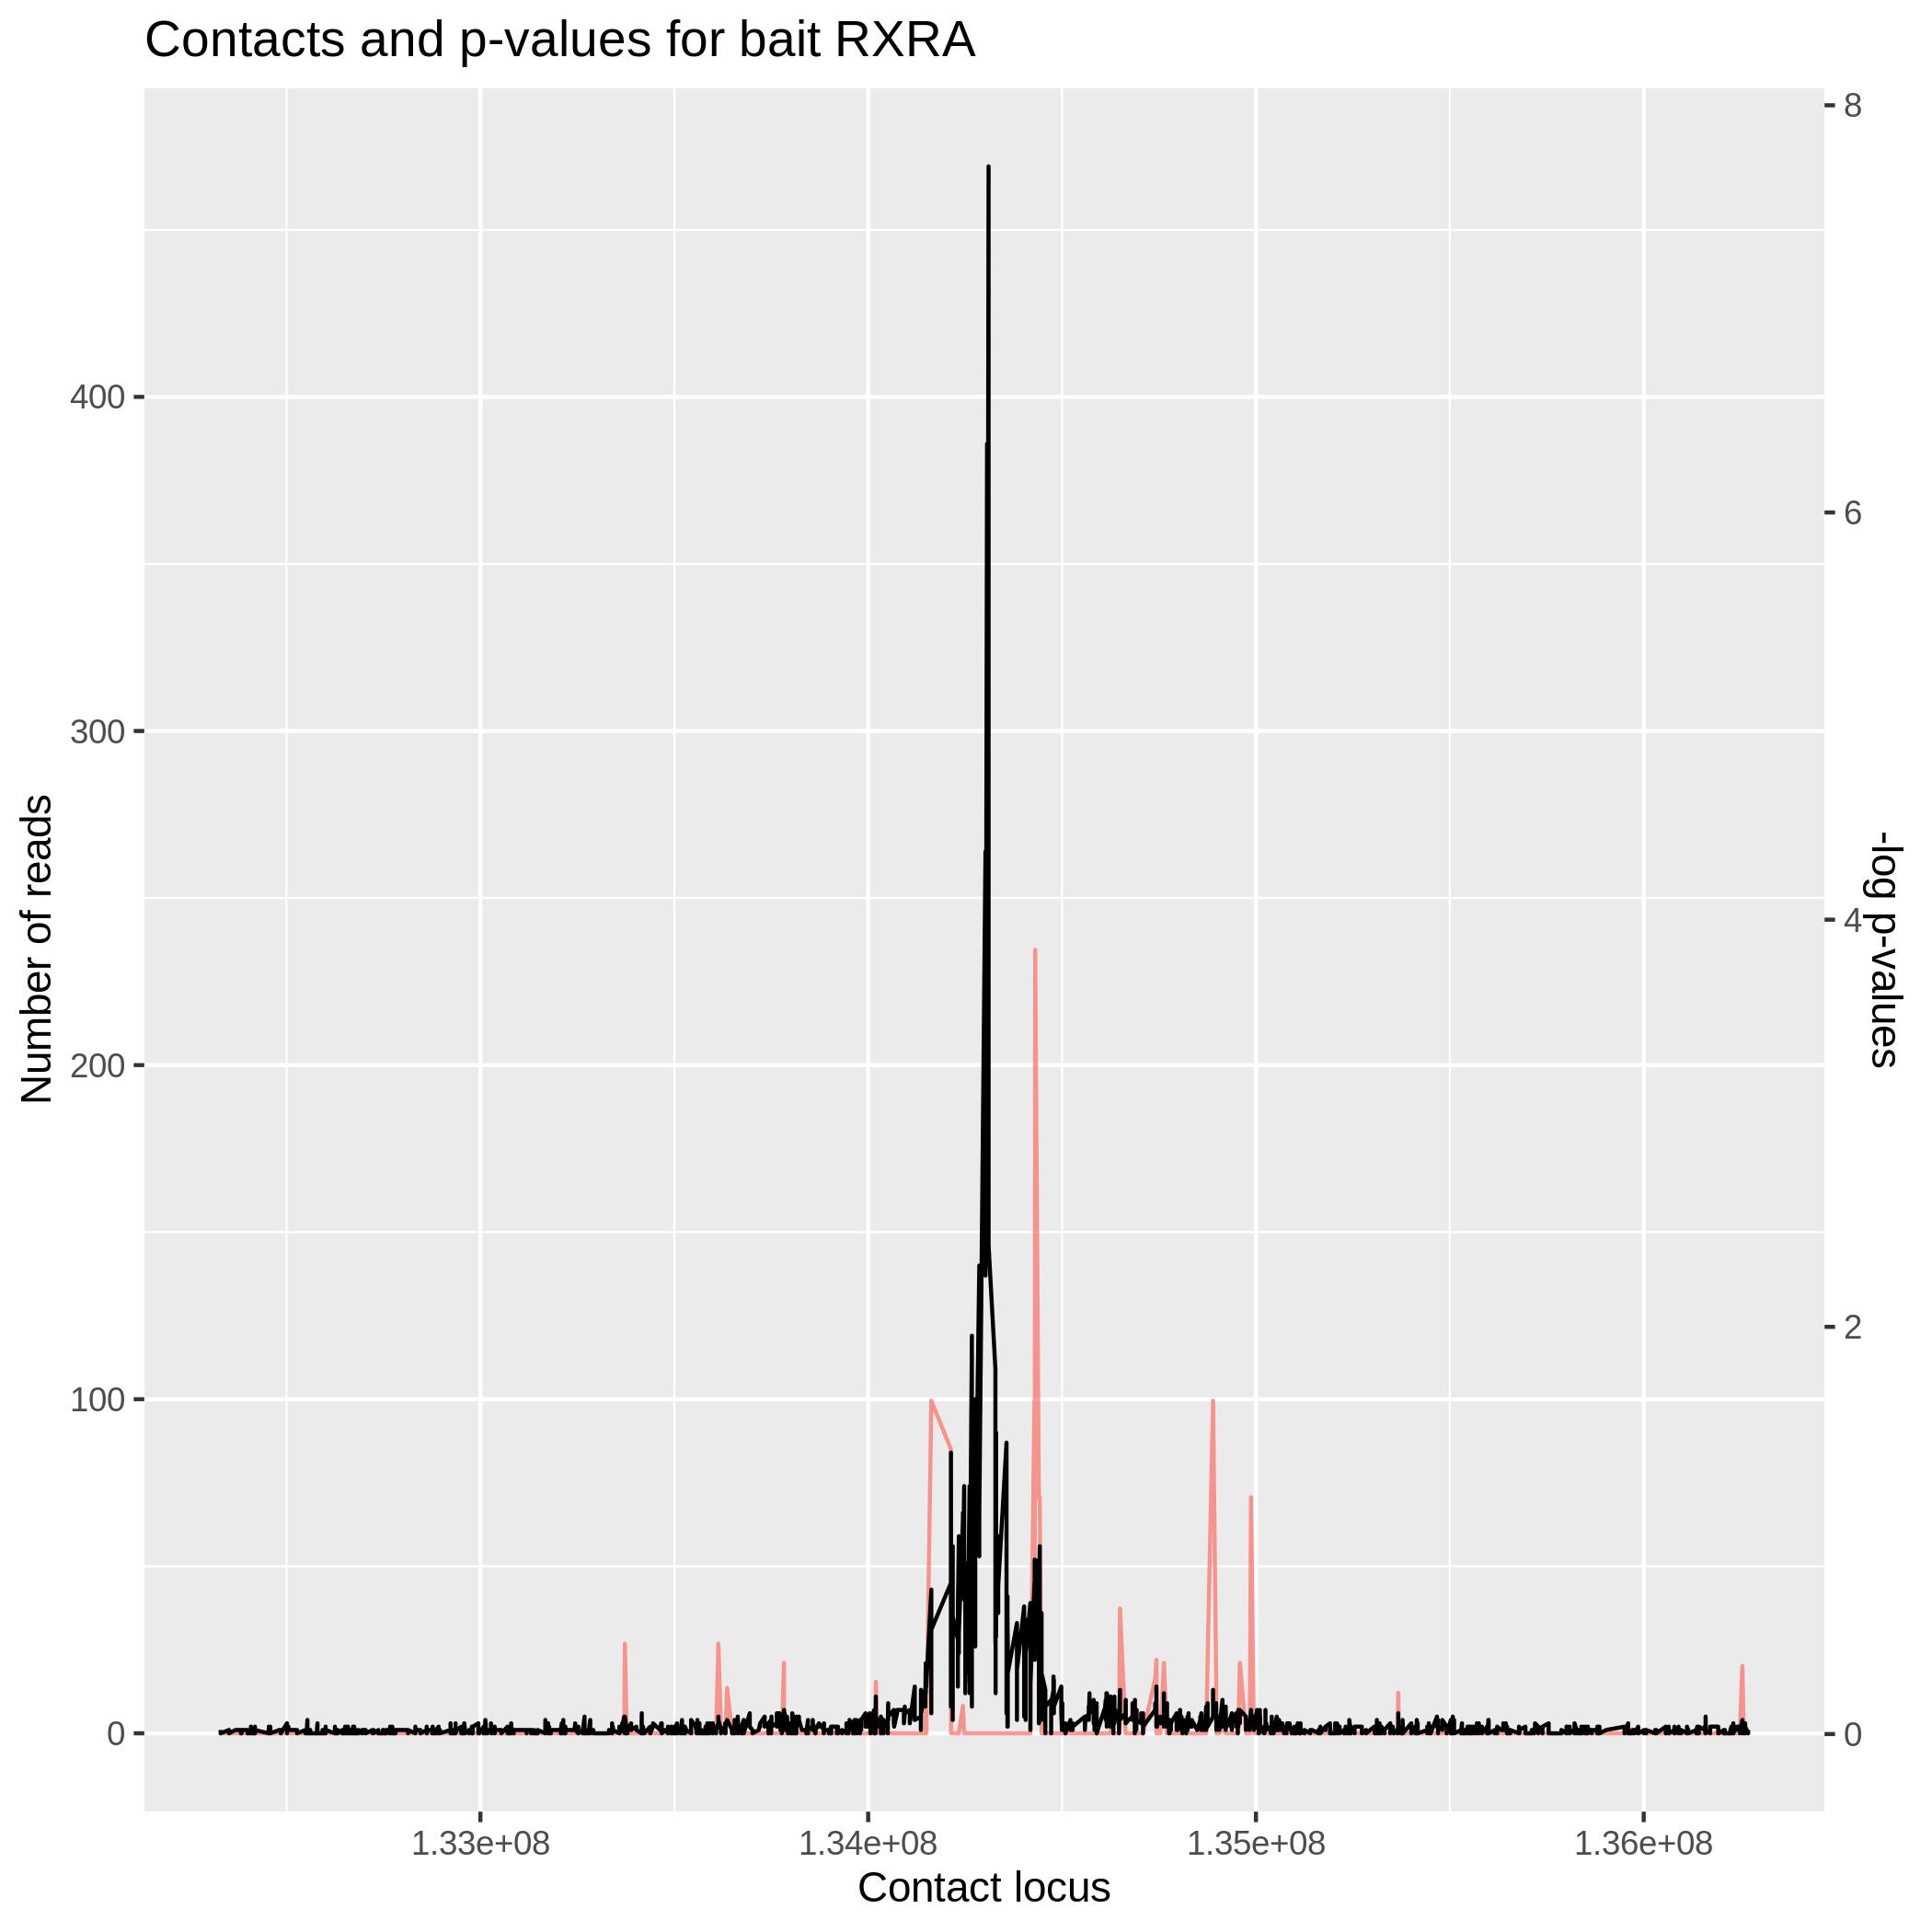 Contacts and p-values for bait RXRA
8
6
4
2
0
-log p-values
400
300
200
100
0
Number of reads
1.33e+08 1.34e+08 1.35e+08 1.36e+08
Contact locus